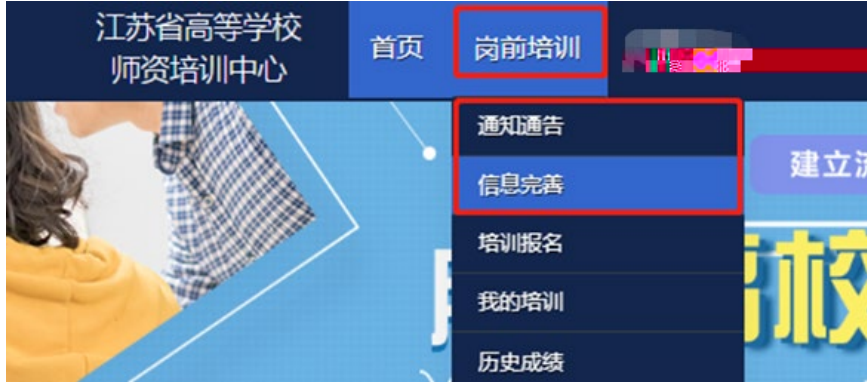 江苏省高等学校
师资培训中心
首页
岗前培训
通知通告
信息完善
培训报名
我的培训
历史成绩
建立
校